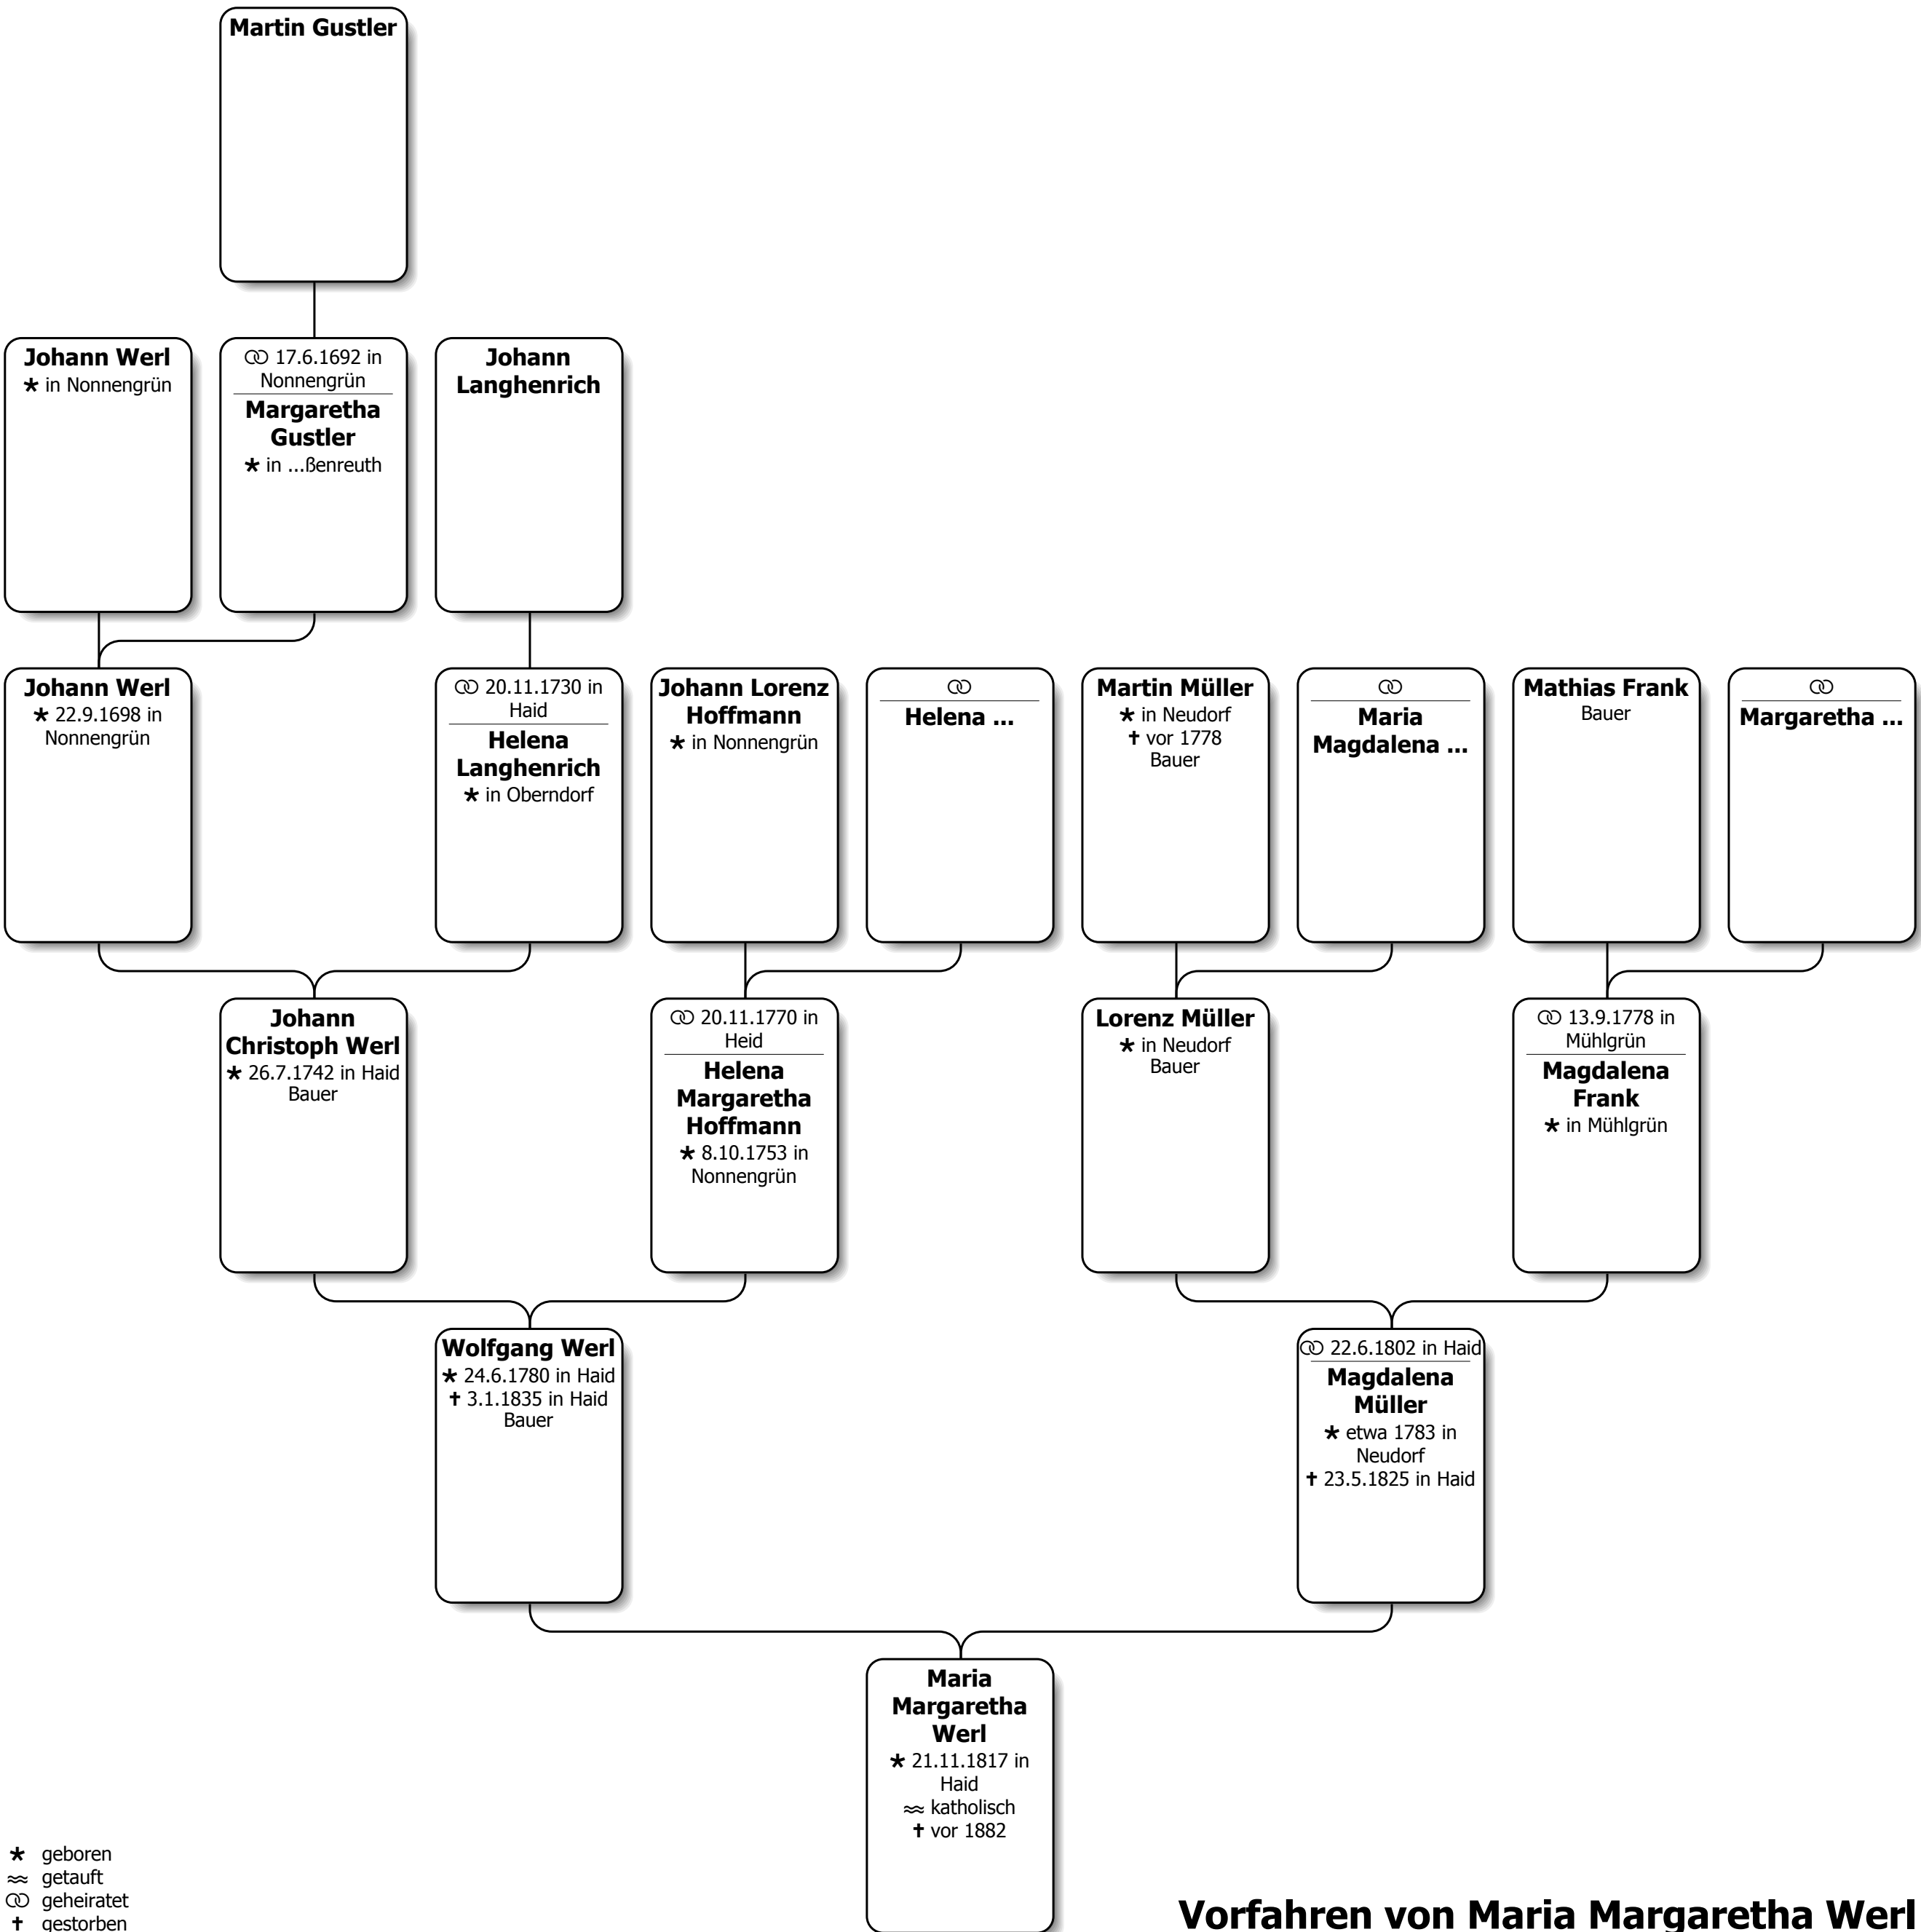 Martin Gustler
Johann Werl
★ in Nonnengrün
⚭ 17.6.1692 in
Nonnengrün
Margaretha
Gustler
★ in ...ßenreuth
Johann
Langhenrich
Johann Werl
★ 22.9.1698 in
Nonnengrün
⚭ 20.11.1730 in
Haid
Helena
Langhenrich
★ in Oberndorf
Johann Lorenz
Hoffmann
★ in Nonnengrün
⚭
Helena ...
Martin Müller
★ in Neudorf
✝ vor 1778
Bauer
⚭
Maria
Magdalena ...
Mathias Frank
Bauer
⚭
Margaretha ...
Johann
Christoph Werl
★ 26.7.1742 in Haid
Bauer
⚭ 20.11.1770 in
Heid
Helena
Margaretha
Hoffmann
★ 8.10.1753 in
Nonnengrün
Lorenz Müller
★ in Neudorf
Bauer
⚭ 13.9.1778 in
Mühlgrün
Magdalena
Frank
★ in Mühlgrün
Wolfgang Werl
★ 24.6.1780 in Haid
✝ 3.1.1835 in Haid
Bauer
⚭ 22.6.1802 in Haid
Magdalena
Müller
★ etwa 1783 in
Neudorf
✝ 23.5.1825 in Haid
Maria
Margaretha
Werl
★ 21.11.1817 in
Haid
≈ katholisch
✝ vor 1882
★ geboren
≈ getauft
⚭ geheiratet
✝ gestorben
Vorfahren von Maria Margaretha Werl